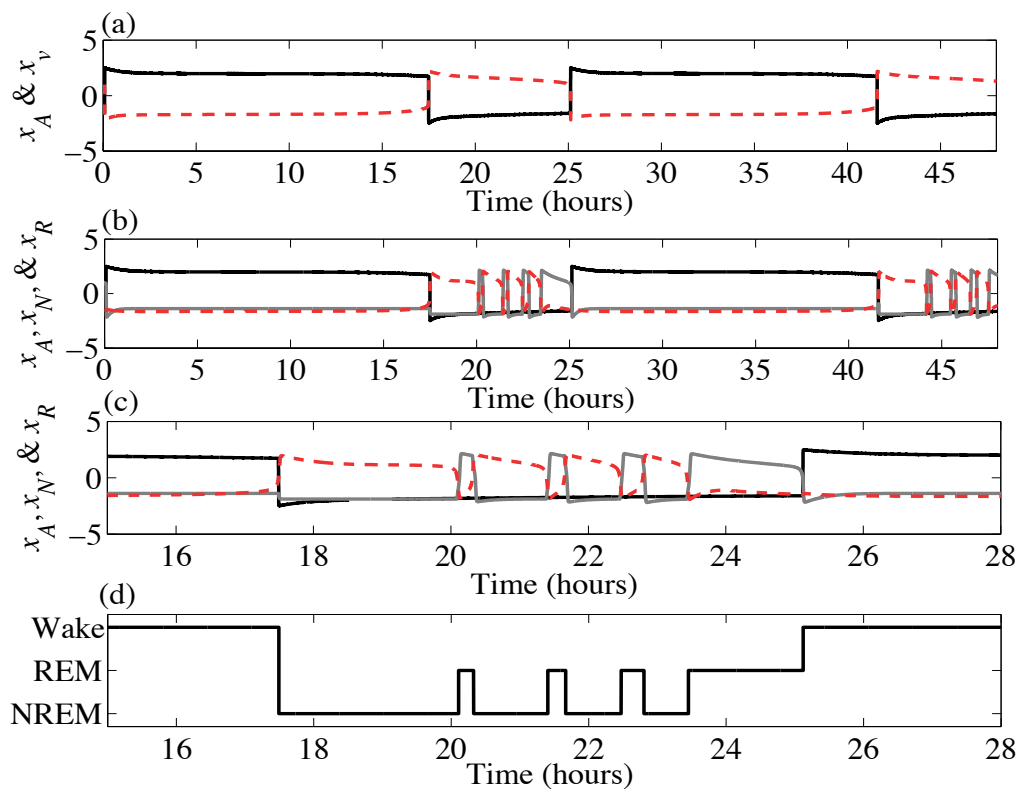 (a)
x_A & x_v
5
0
−5
0 5 10 15 20 25 30 35 40 45
Time (hours)
(b)
x_A, x_N, & x_R
5
0
−5
0 5 10 15 20 25 30 35 40 45
Time (hours)
(c)
x_A, x_N, & x_R
5
0
−5
16 18 20 22 24 26 28
Time (hours)
(d)
Wake
REM
NREM
16 18 20 22 24 26 28
Time (hours)